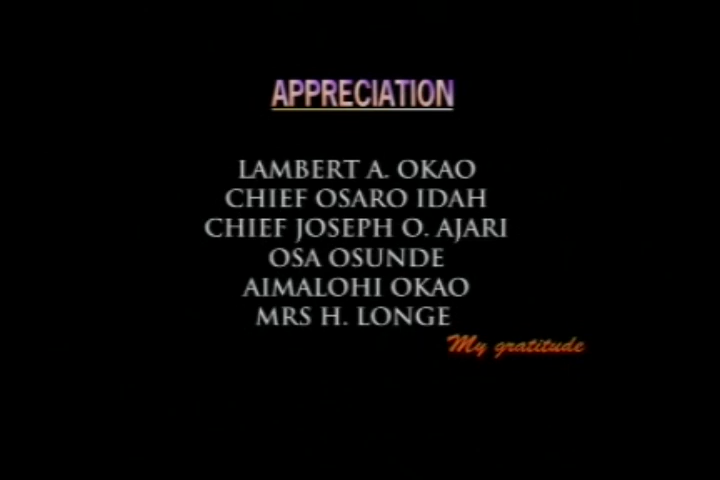 APPRECIATION
LAMBERT A. OKAO
CHIEF OSARO IDAH
CHIEF JOSEPH O. AJARI
OSA OSUNDE
AIMALOHI OKAO
MRS H. LONGE
My gratitude